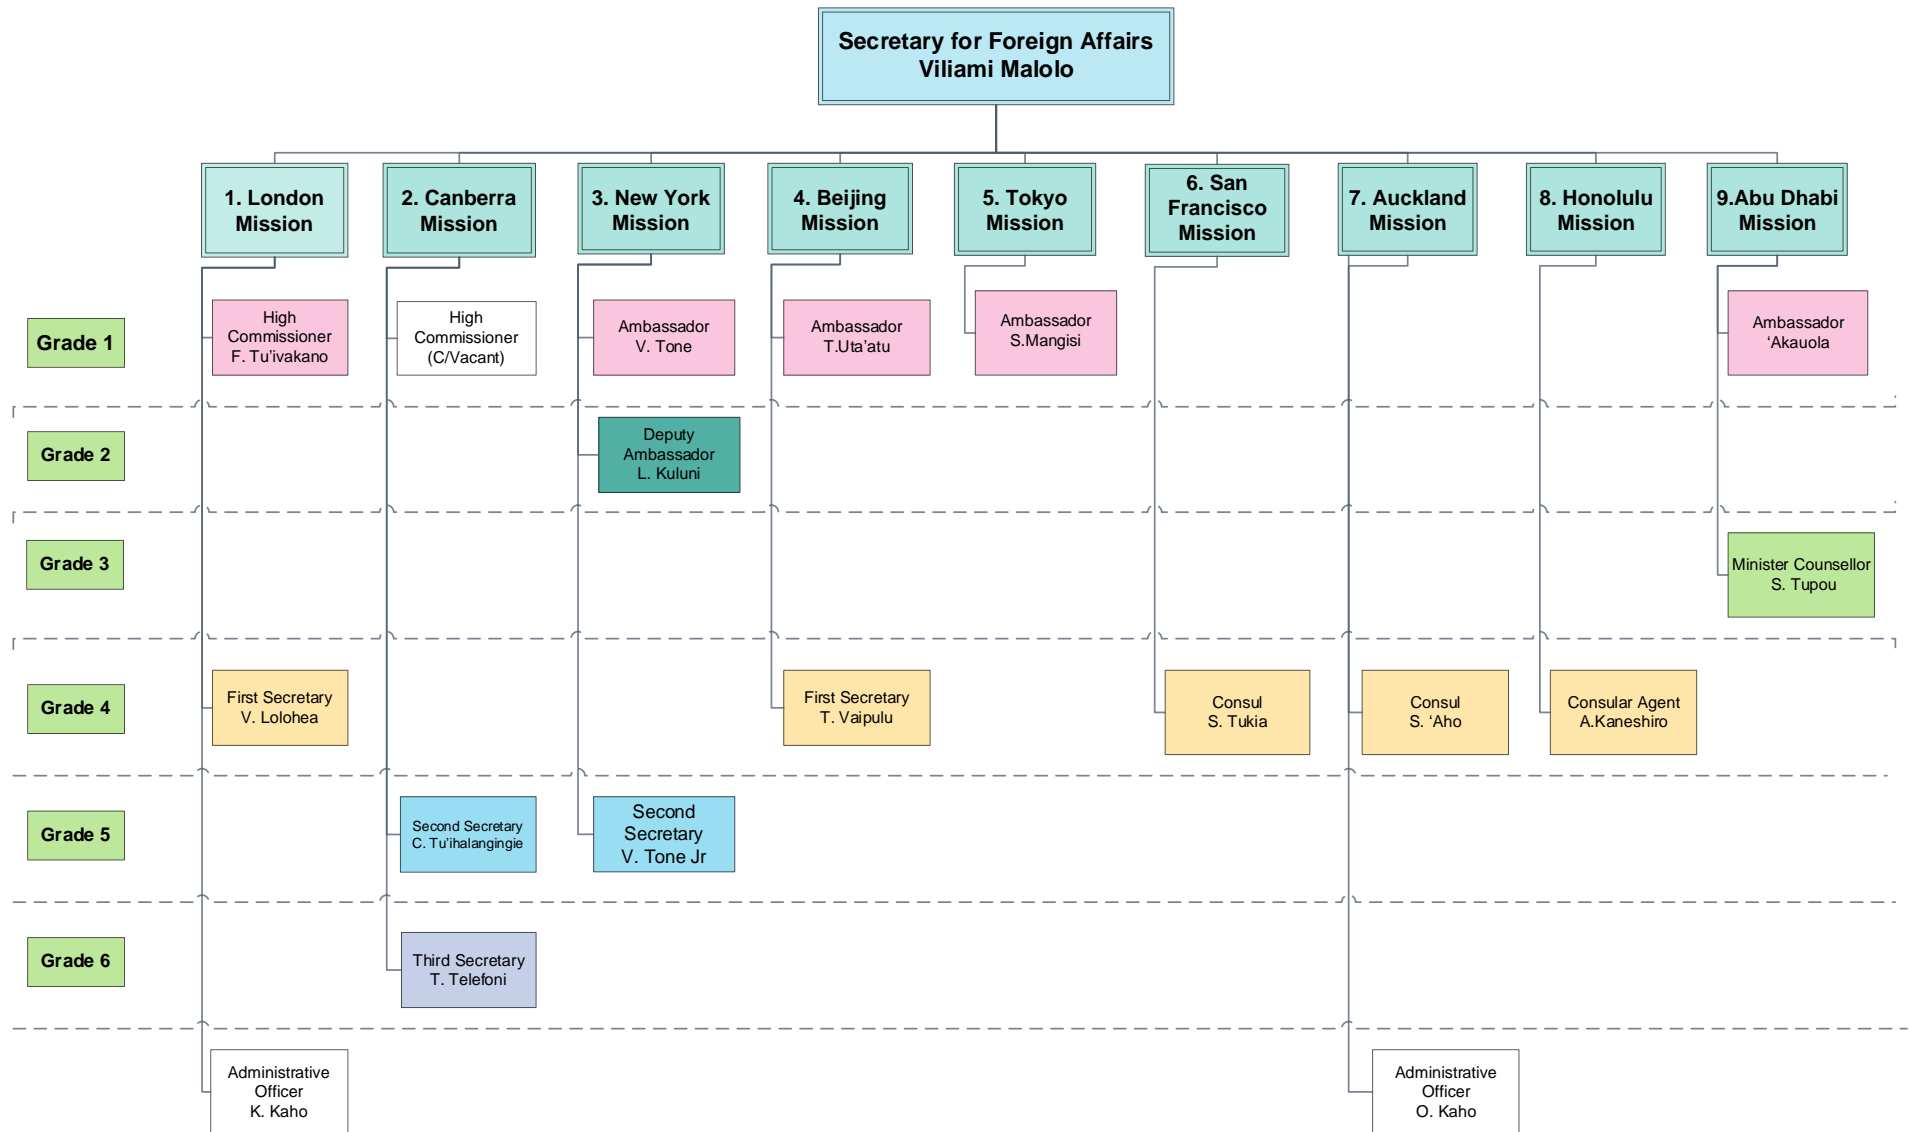 Secretary for Foreign Affairs
Viliami Malolo
1. London
Mission
2. Canberra
Mission
3. New York
Mission
4. Beijing
Mission
5. Tokyo
Mission
6. San
Francisco
Mission
7. Auckland
Mission
8. Honolulu
Mission
9.Abu Dhabi
Mission
Grade 1
High
Commissioner
F. Tu’ivakano
High
Commissioner
(C/Vacant)
Ambassador
V. Tone
Ambassador
T.Uta’atu
Ambassador
S.Mangisi
Ambassador
‘Akauola
Grade 2
Deputy
Ambassador
L. Kuluni
Grade 3
Minister Counsellor
S. Tupou
Grade 4
First Secretary
V. Lolohea
First Secretary
T. Vaipulu
Consul
S. Tukia
Consul
S. ‘Aho
Consular Agent
A.Kaneshiro
Grade 5
Second Secretary
C. Tu’ihalangingie
Second
Secretary
V. Tone Jr
Grade 6
Third Secretary
T. Telefoni
Administrative
Officer
K. Kaho
Administrative
Officer
O. Kaho